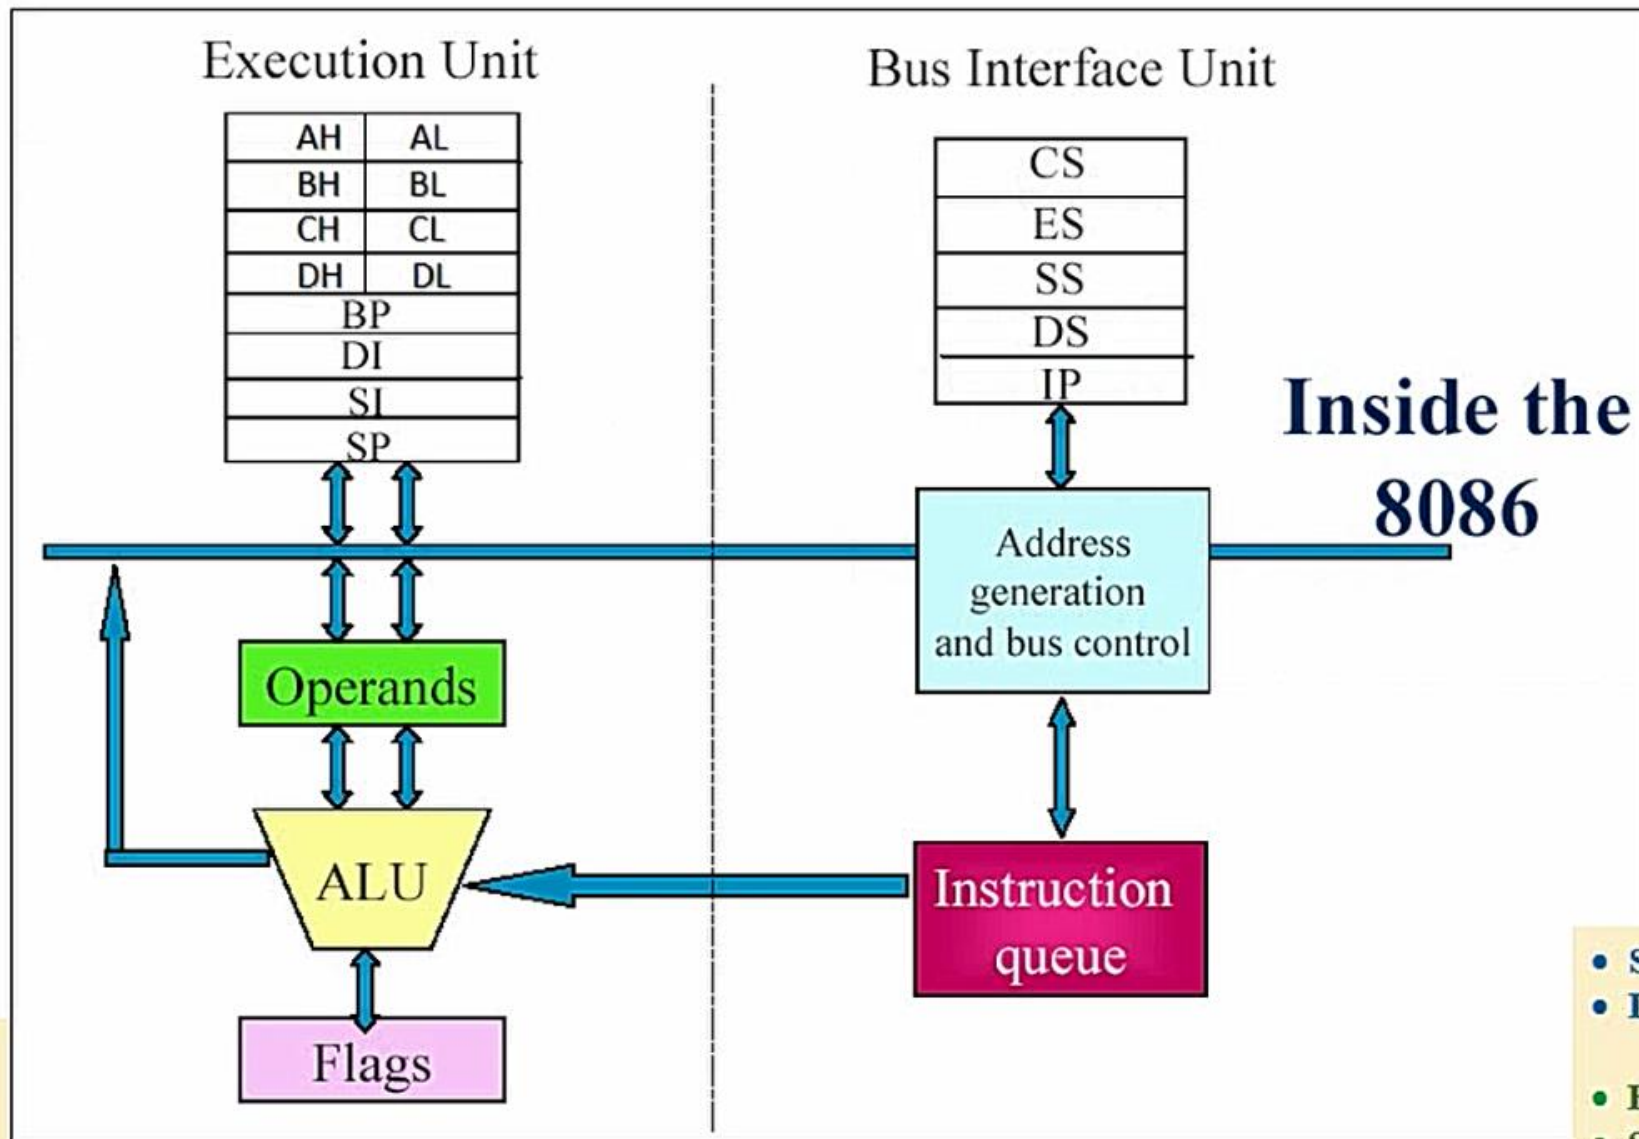 Execution Unit
AH AL
BH BL
CH CL
DH DL
BP
DI
SI
SP
Operands
ALU
Flags
Bus Interface Unit
CS
ES
SS
DS
IP
Address
generation
and bus control
Instruction
queue
Inside the
8086